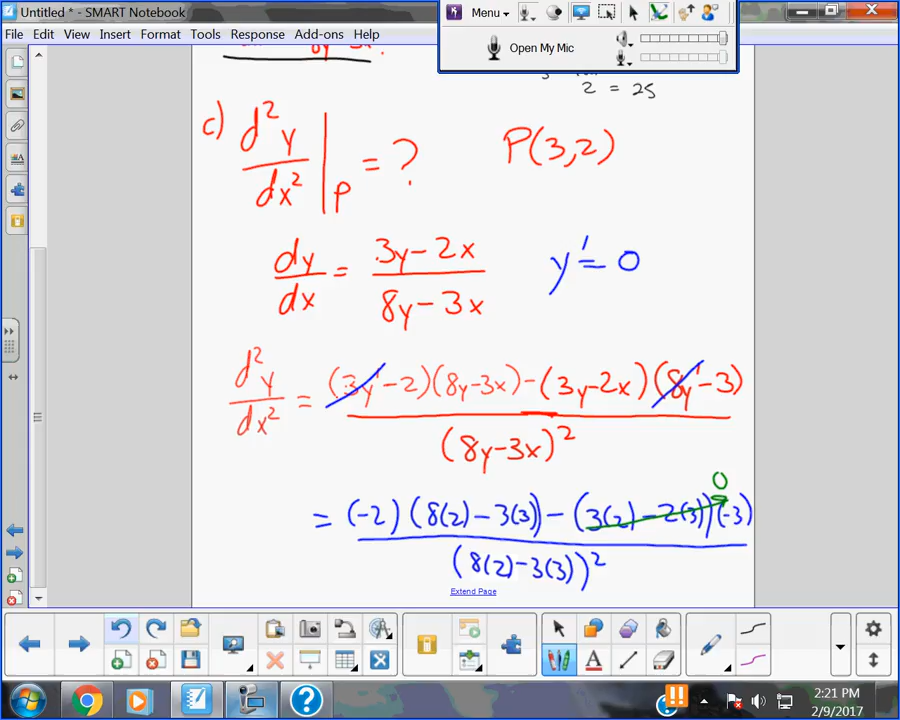 Untitled * - SMART Notebook
Menu
File Edit View Insert Format Tools Response Add-ons Help
Open My Mic
2 = 25
c) d²y/dx² |p = ? P(3,2)
dy/dx = (3y-2x)/(8y-3x) y' = 0
d²y/dx² = ((3y'-2)(8y-3x) - (3y-2x)(8y'-3))/(8y-3x)²
0
= ((-2)(8(2)-3(3)) - (3(2)-2(3))(-3))/(8(2)-3(3))²
Extend Page
2:21 PM
2/9/2017